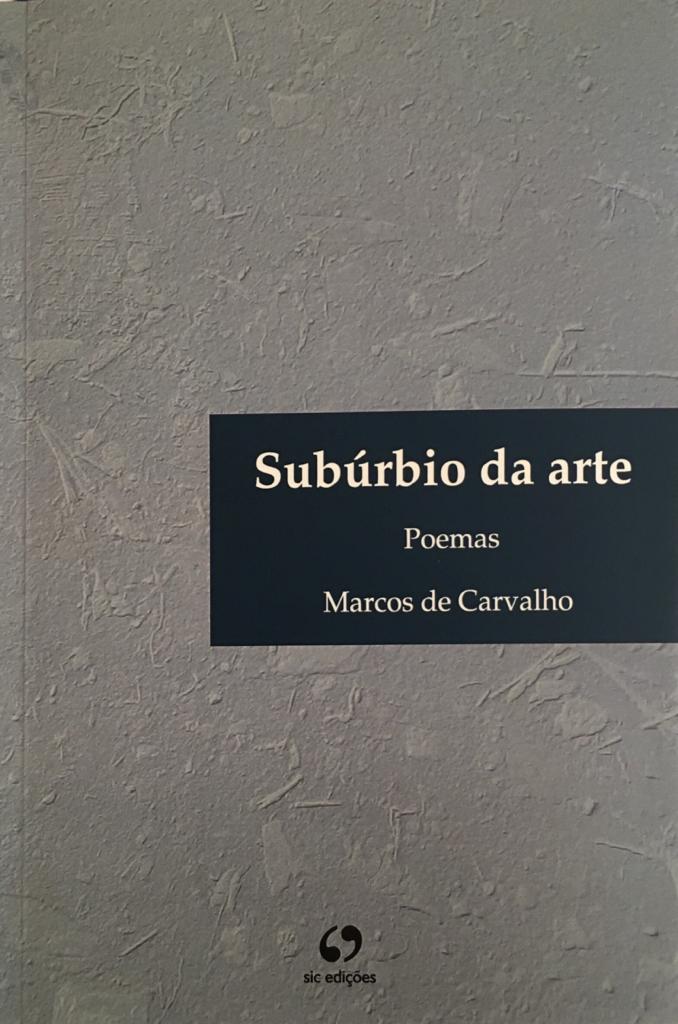 Subúrbio da arte
Poemas
Marcos de Carvalho
sic edições